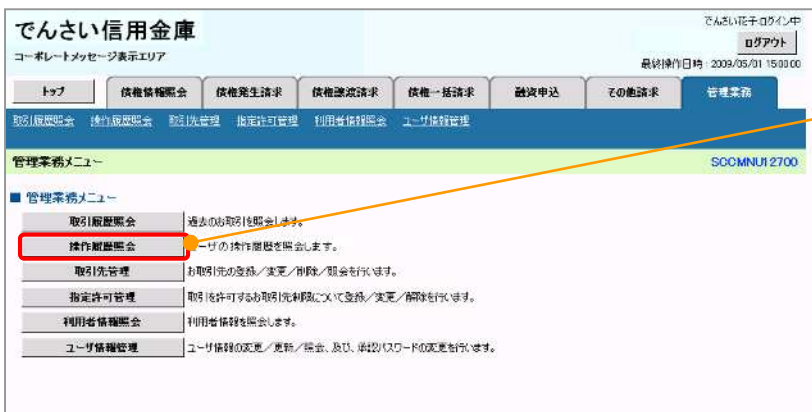 でんさい信用金庫
コーポレートメッセージ表示エリア
でんさい花子ログイン中
ログアウト
最終操作日時:2009/05/01 15:00:00
トップ 債権情報照会 債権発生請求 債権譲渡請求 債権一括請求 融資申込 その他請求 管理業務
取引履歴照会 操作履歴照会 取引先管理 指定許可管理 利用者情報照会 ユーザ情報管理
管理業務メニュー SCCMNU12700
■ 管理業務メニュー
取引履歴照会 過去のお取引を照会します。
操作履歴照会 ユーザの操作履歴を照会します。
取引先管理 お取引先の登録/変更/削除/照会を行います。
指定許可管理 取引を許可するお取引先制限について登録/変更/解除を行います。
利用者情報照会 利用者情報を照会します。
ユーザ情報管理 ユーザ情報の変更/更新/照会、及び、承認パスワードの変更を行います。